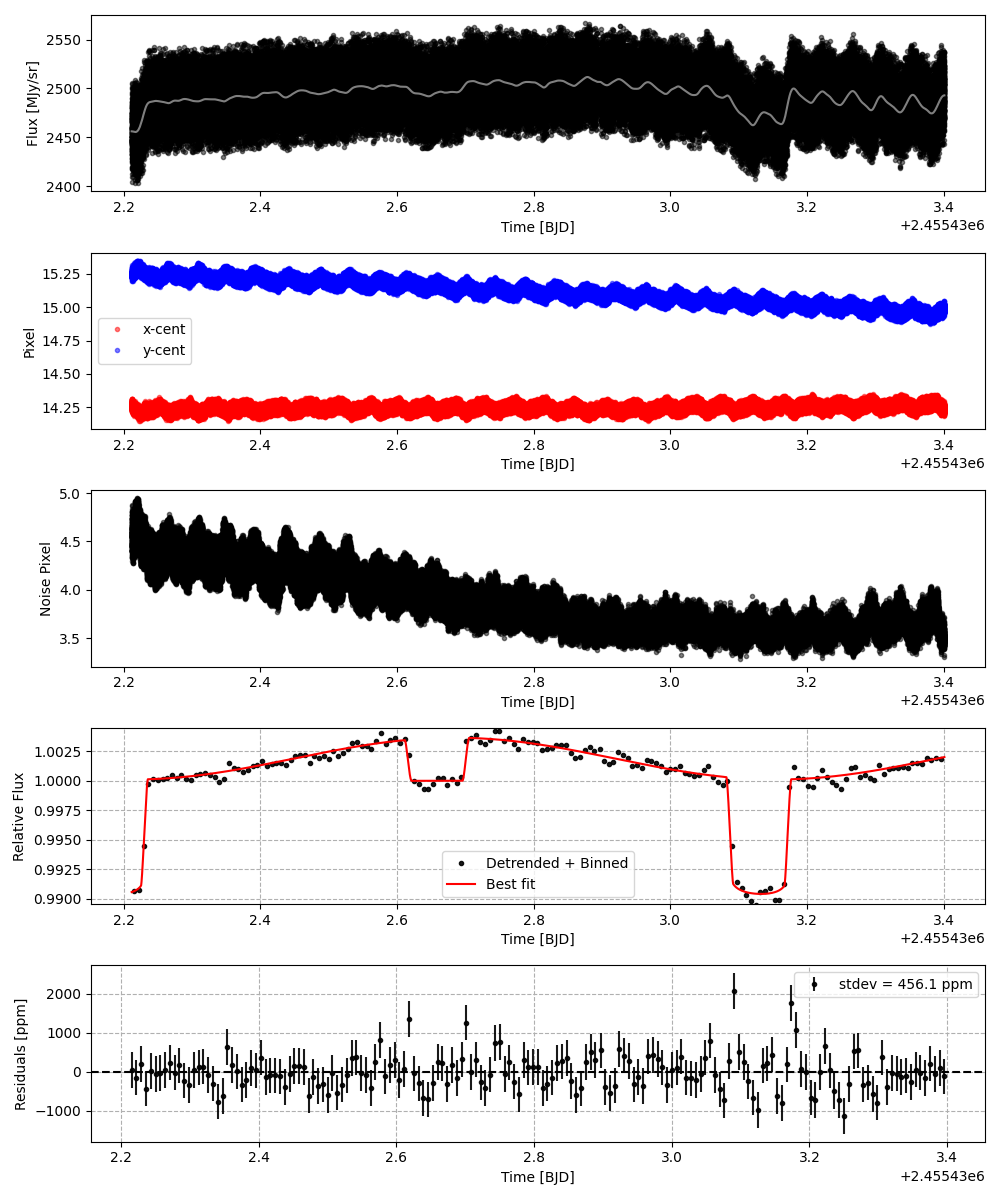 Flux [MJy/sr]
2550
2500
2450
2400
2.2 2.4 2.6 2.8 3.0 3.2 3.4
Time [BJD]
+2.45543e6
Pixel
15.25
15.00
14.75
14.50
14.25
x-cent
y-cent
2.2 2.4 2.6 2.8 3.0 3.2 3.4
Time [BJD]
+2.45543e6
Noise Pixel
5.0
4.5
4.0
3.5
2.2 2.4 2.6 2.8 3.0 3.2 3.4
Time [BJD]
+2.45543e6
Relative Flux
1.0025
1.0000
0.9975
0.9950
0.9925
0.9900
Detrended + Binned
Best fit
2.2 2.4 2.6 2.8 3.0 3.2 3.4
Time [BJD]
+2.45543e6
Residuals [ppm]
2000
1000
0
−1000
stdev = 456.1 ppm
2.2 2.4 2.6 2.8 3.0 3.2 3.4
Time [BJD]
+2.45543e6